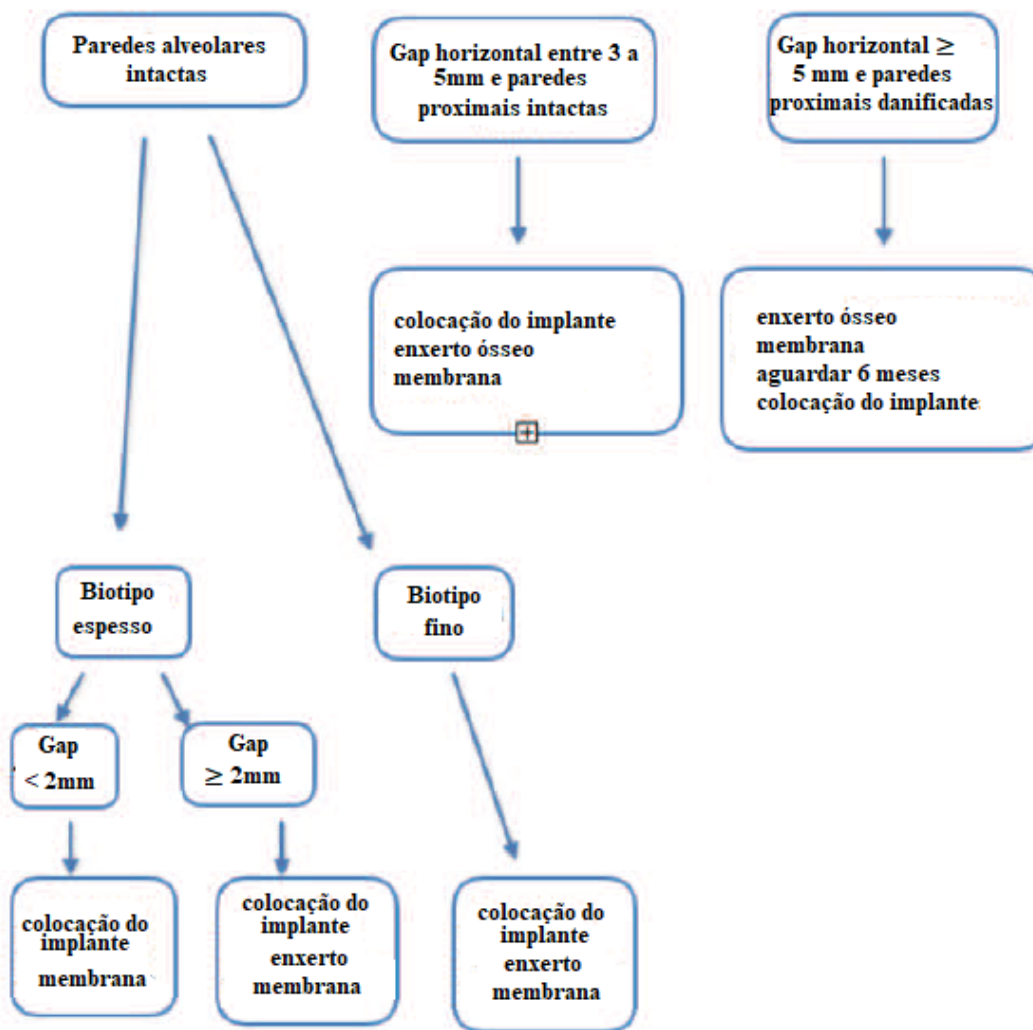 Paredes alveolares
intactas
Gap horizontal entre 3 a
5mm e paredes
proximais intactas
Gap horizontal ≥
5 mm e paredes
proximais danificadas
colocação do implante
enxerto ósseo
membrana
enxerto ósseo
membrana
aguardar 6 meses
colocação do implante
Biotipo
espesso
Biotipo
fino
Gap
< 2mm
Gap
≥ 2mm
colocação do
implante
membrana
colocação do
implante
enxerto
membrana
colocação do
implante
enxerto
membrana